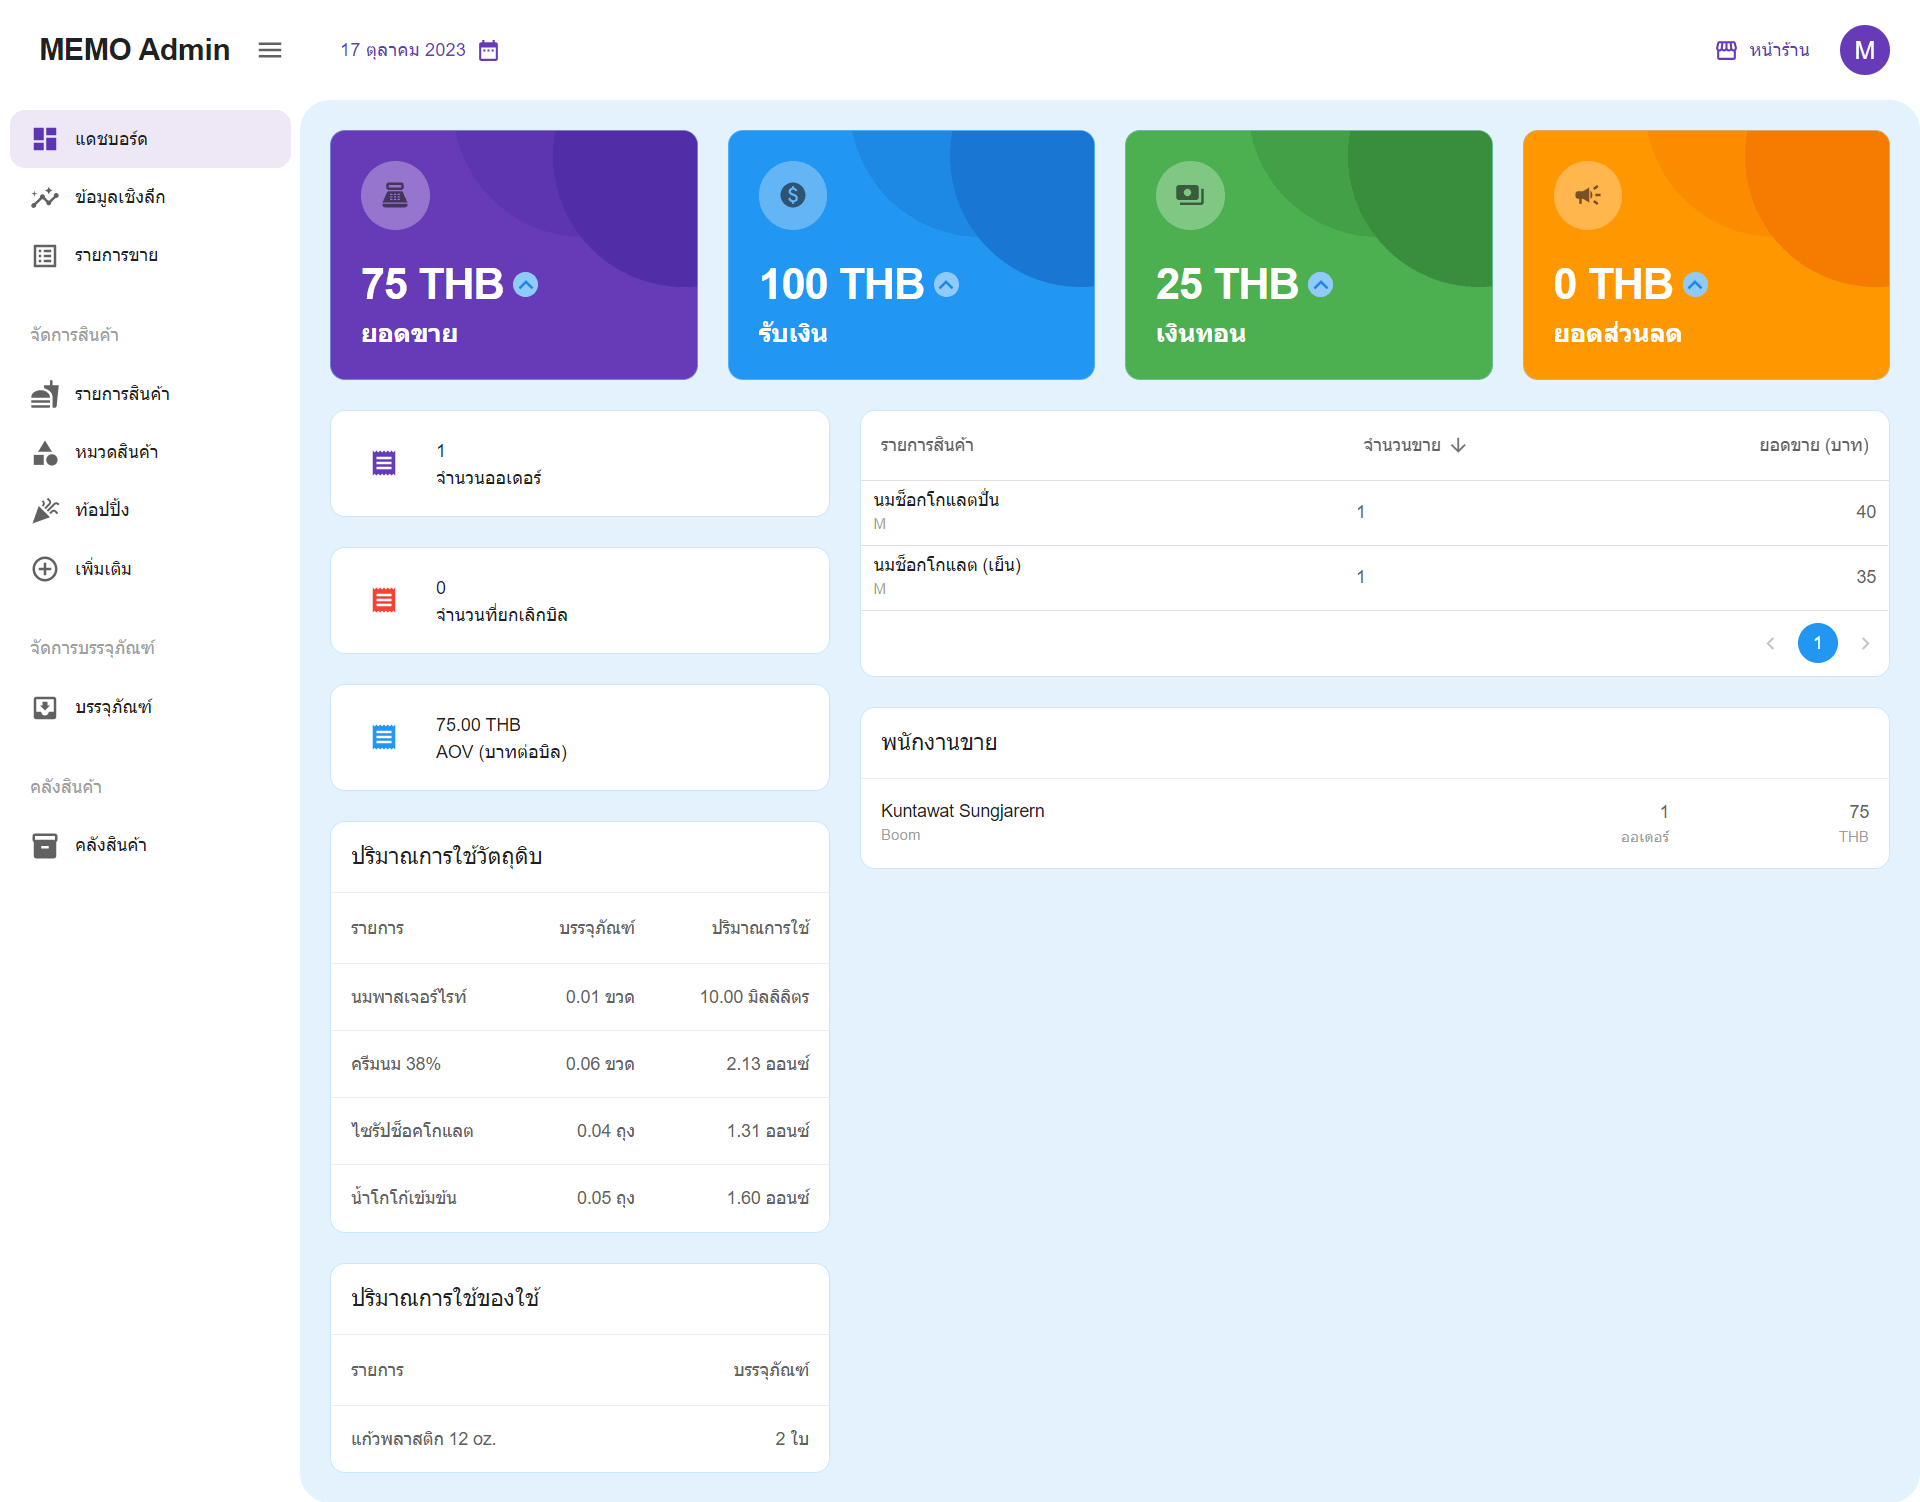 MEMO Admin
17 ตุลาคม 2023
หน้าร้าน
M
แดชบอร์ด
ข้อมูลเชิงลึก
รายการขาย
จัดการสินค้า
รายการสินค้า
หมวดสินค้า
ท้อปปิ้ง
เพิ่มเติม
จัดการบรรจุภัณฑ์
บรรจุภัณฑ์
คลังสินค้า
คลังสินค้า
75 THB
ยอดขาย
100 THB
รับเงิน
25 THB
เงินทอน
0 THB
ยอดส่วนลด
1
จำนวนออเดอร์
0
จำนวนที่ยกเลิกบิล
75.00 THB
AOV (บาทต่อบิล)
ปริมาณการใช้วัตถุดิบ
รายการ บรรจุภัณฑ์ ปริมาณการใช้
นมพาสเจอร์ไรท์ 0.01 ขวด 10.00 มิลลิลิตร
ครีมนม 38% 0.06 ขวด 2.13 ออนซ์
ไซรัปช็อคโกแลต 0.04 ถุง 1.31 ออนซ์
น้ำโกโก้เข้มข้น 0.05 ถุง 1.60 ออนซ์
ปริมาณการใช้ของใช้
รายการ บรรจุภัณฑ์
แก้วพลาสติก 12 oz. 2 ใบ
รายการสินค้า จำนวนขาย ยอดขาย (บาท)
นมช็อกโกแลตปั่น
M
1 40
นมช็อกโกแลต (เย็น)
M
1 35
1
พนักงานขาย
Kuntawat Sungjarern 1 75
Boom ออเดอร์ THB